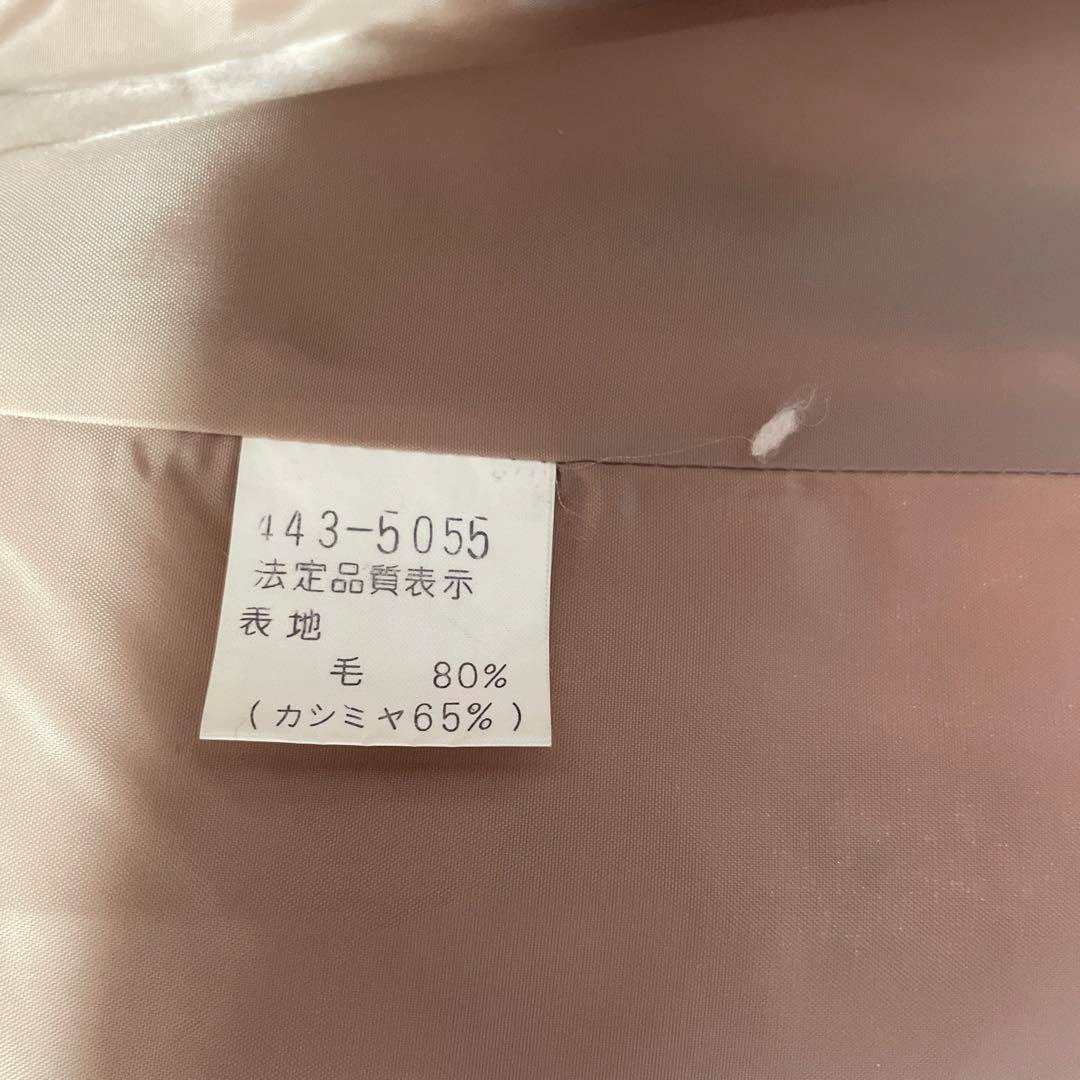 443-5055
法定品質表示
表地
毛 80%
(カシミヤ65%)